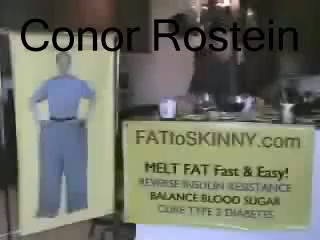 Conor Rostein
FATtoSKINNY.com
MELT FAT Fast & Easy!
REVERSE INSULIN RESISTANCE
BALANCE BLOOD SUGAR
CURE TYPE 2 DIABETES